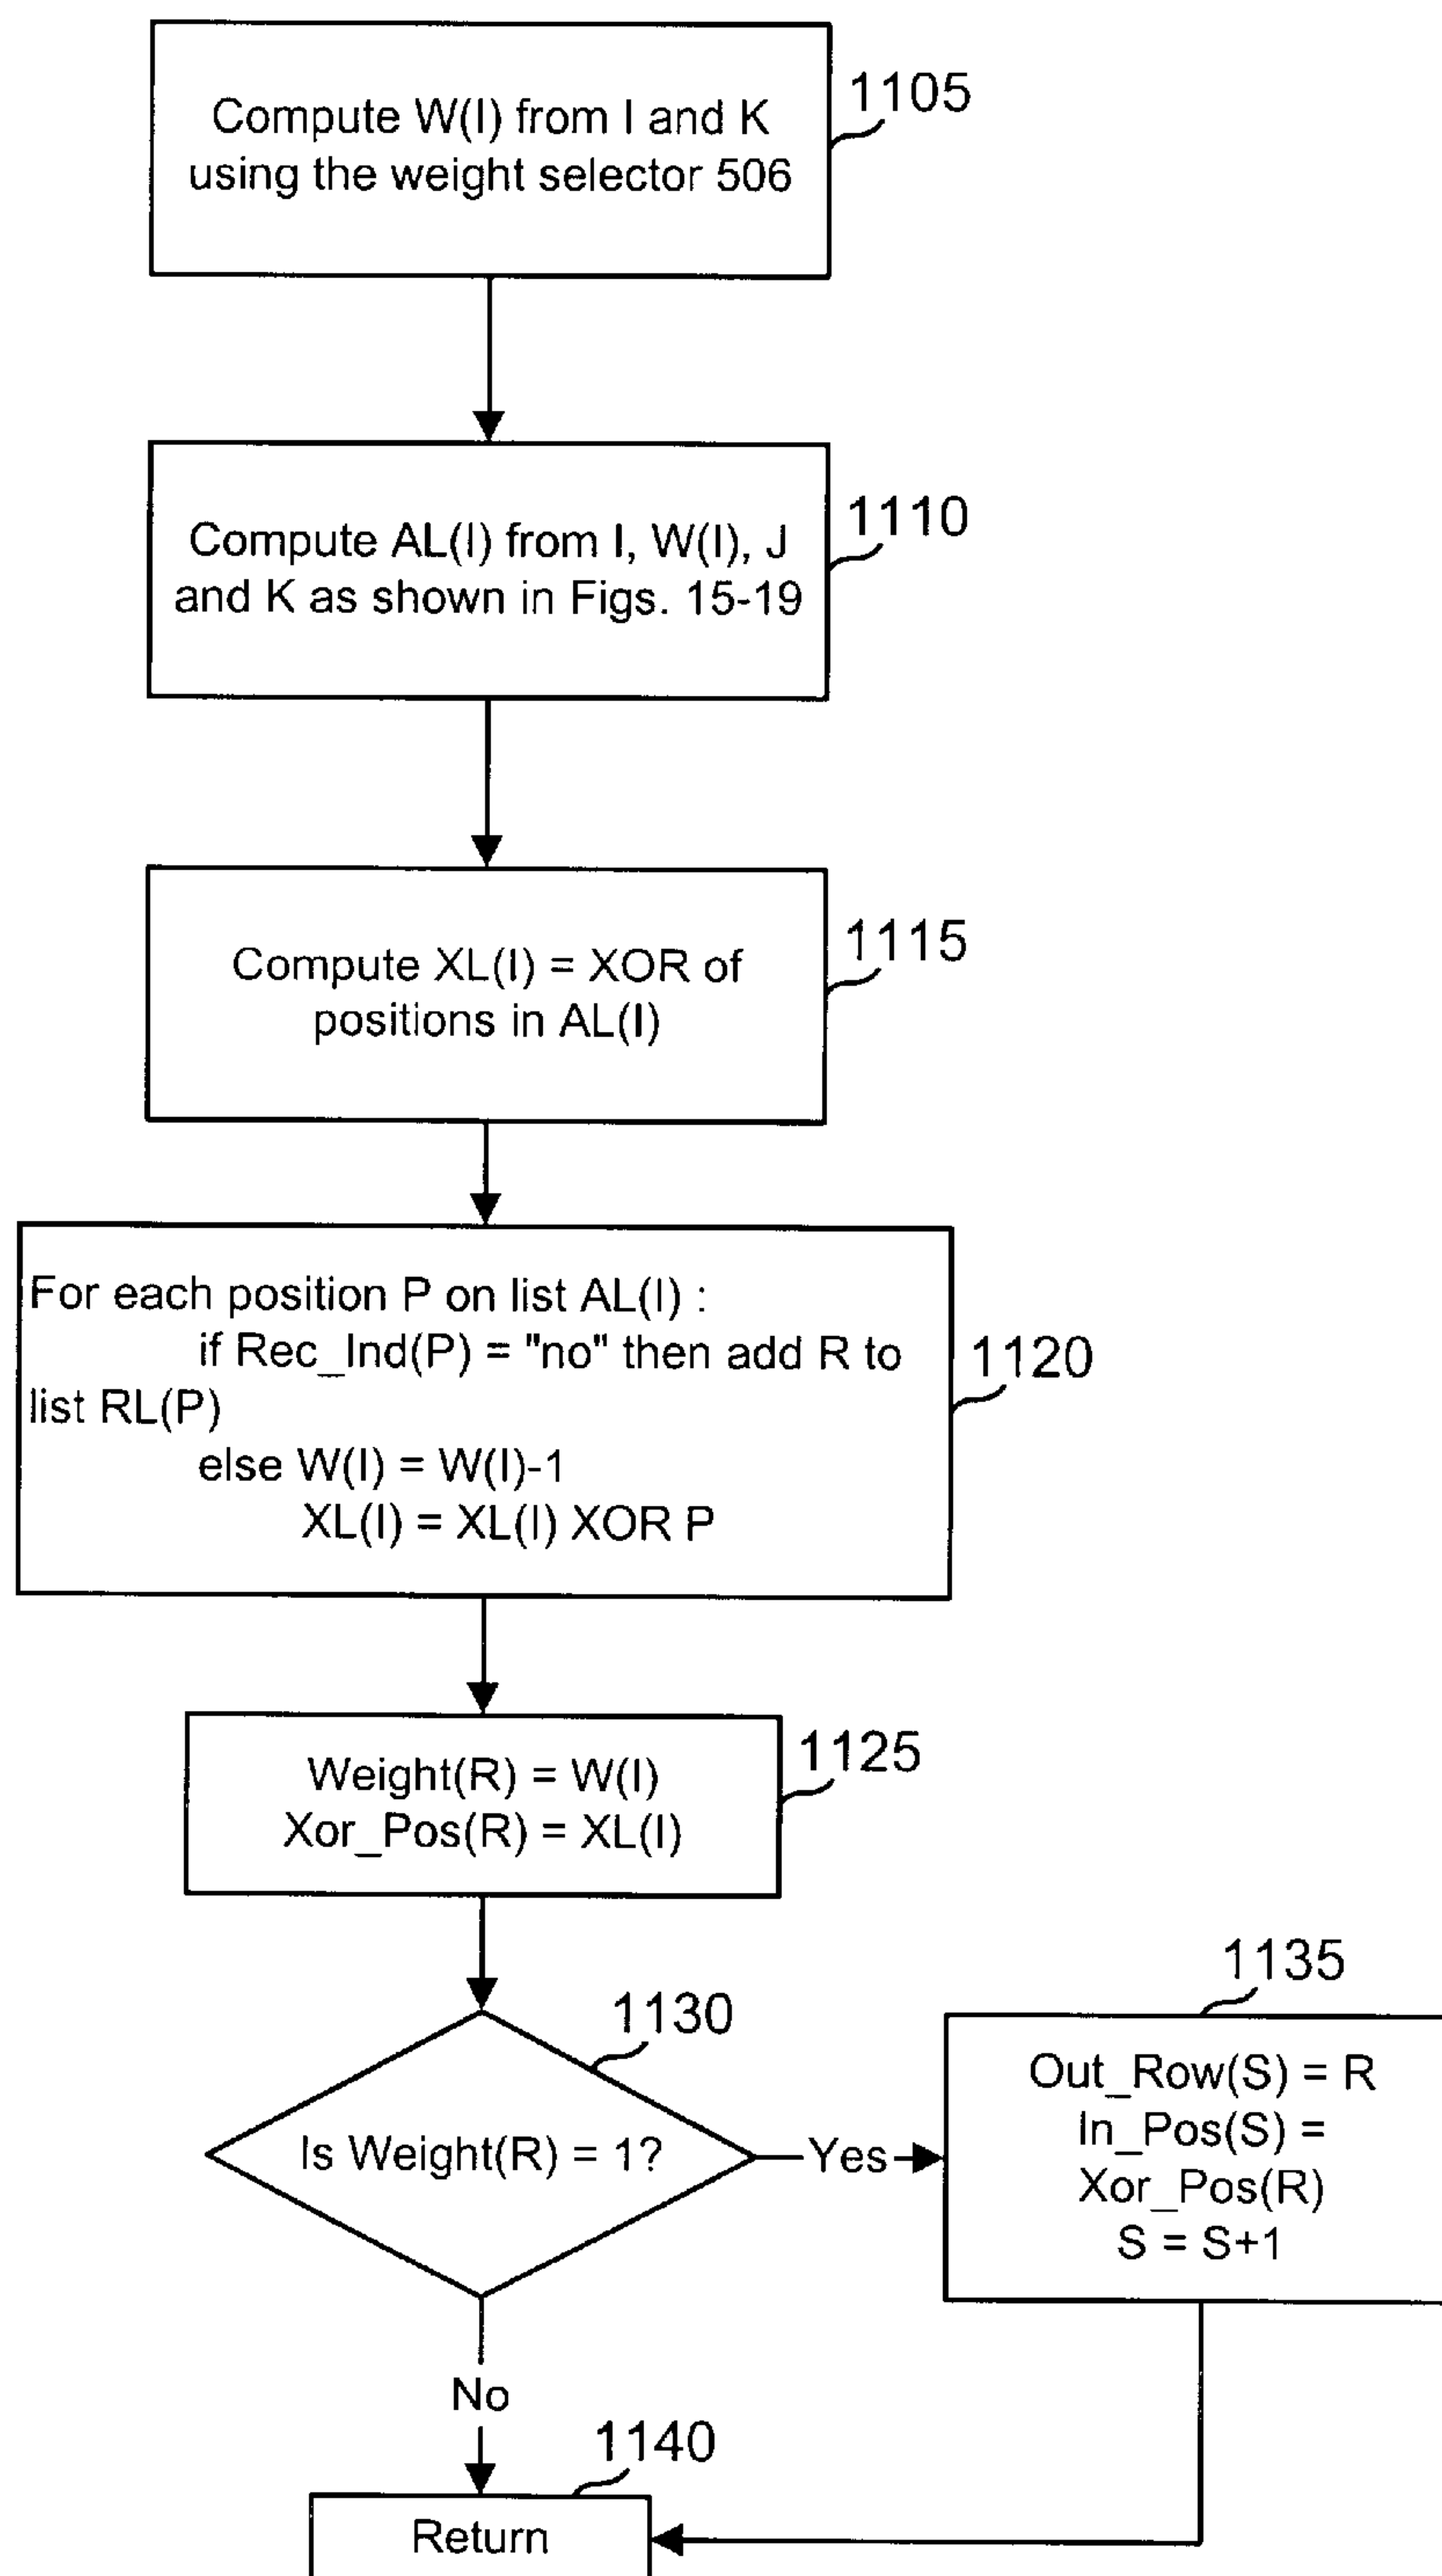 Compute W(I) from I and K
using the weight selector 506
1105
Compute AL(I) from I, W(I), J
and K as shown in Figs. 15-19
1110
Compute XL(I) = XOR of
positions in AL(I)
1115
For each position P on list AL(I) :
if Rec_Ind(P) = "no" then add R to
list RL(P)
else W(I) = W(I)-1
XL(I) = XL(I) XOR P
1120
Weight(R) = W(I)
Xor_Pos(R) = XL(I)
1125
Is Weight(R) = 1?
1130
Yes
1135
Out_Row(S) = R
In_Pos(S) =
Xor_Pos(R)
S = S+1
No
1140
Return